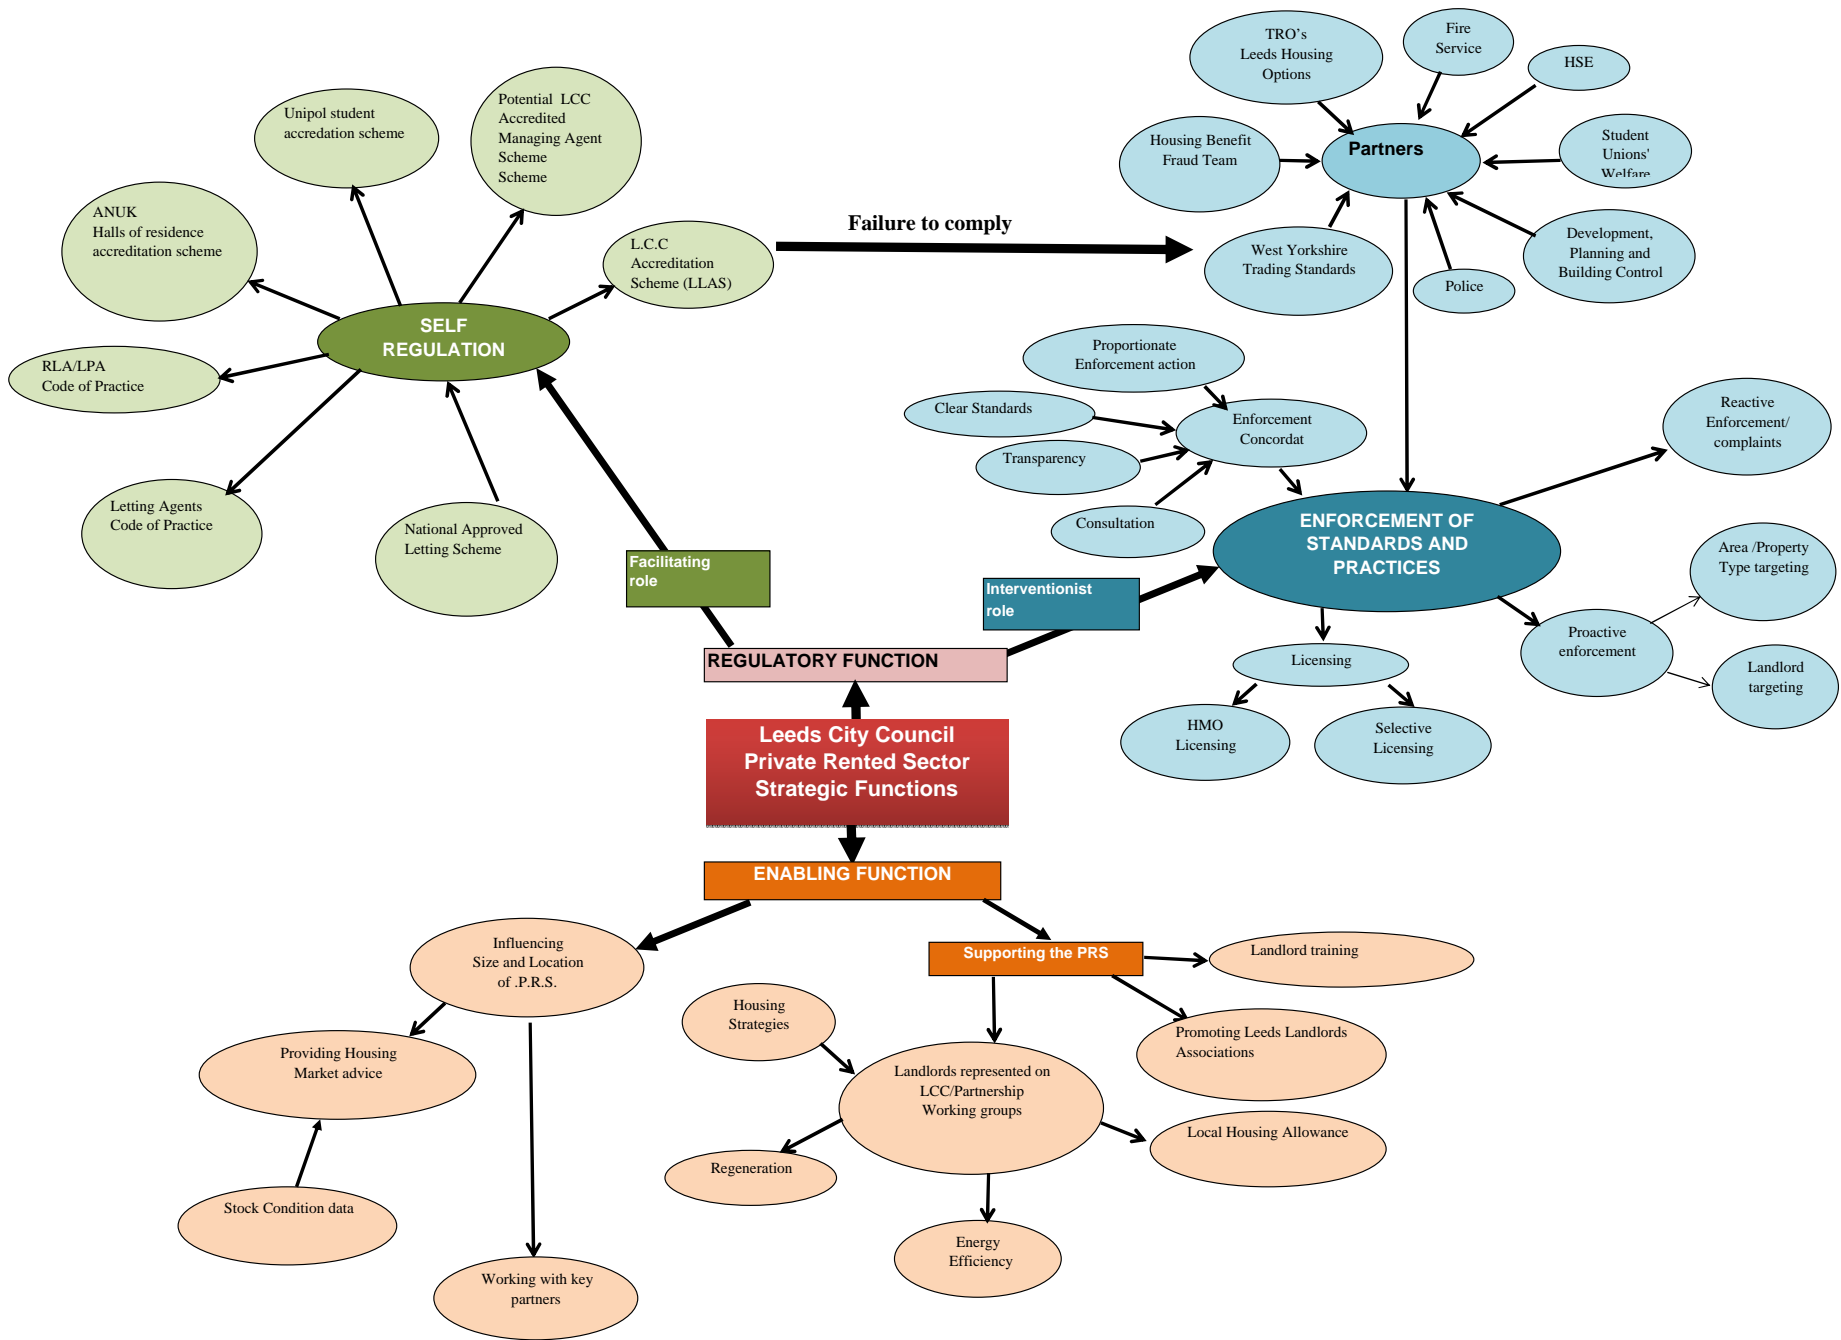 TRO's
Leeds Housing
Options
Fire
Service
HSE
Unipol student
accredation scheme
Potential LCC
Accredited
Managing Agent
Scheme
Scheme
Housing Benefit
Fraud Team
Partners
Student
Unions'
Welfare
ANUK
Halls of residence
accreditation scheme
L.C.C
Accreditation
Scheme (LLAS)
Failure to comply
West Yorkshire
Trading Standards
Police
Development,
Planning and
Building Control
SELF
REGULATION
RLA/LPA
Code of Practice
Proportionate
Enforcement action
Clear Standards
Enforcement
Concordat
Transparency
Consultation
Reactive
Enforcement/
complaints
Letting Agents
Code of Practice
National Approved
Letting Scheme
ENFORCEMENT OF
STANDARDS AND
PRACTICES
Area /Property
Type targeting
Facilitating
role
Interventionist
role
Proactive
enforcement
Landlord
targeting
REGULATORY FUNCTION
Licensing
HMO
Licensing
Selective
Licensing
Leeds City Council
Private Rented Sector
Strategic Functions
ENABLING FUNCTION
Influencing
Size and Location
of .P.R.S.
Supporting the PRS
Landlord training
Housing
Strategies
Promoting Leeds Landlords
Associations
Providing Housing
Market advice
Landlords represented on
LCC/Partnership
Working groups
Local Housing Allowance
Regeneration
Stock Condition data
Energy
Efficiency
Working with key
partners